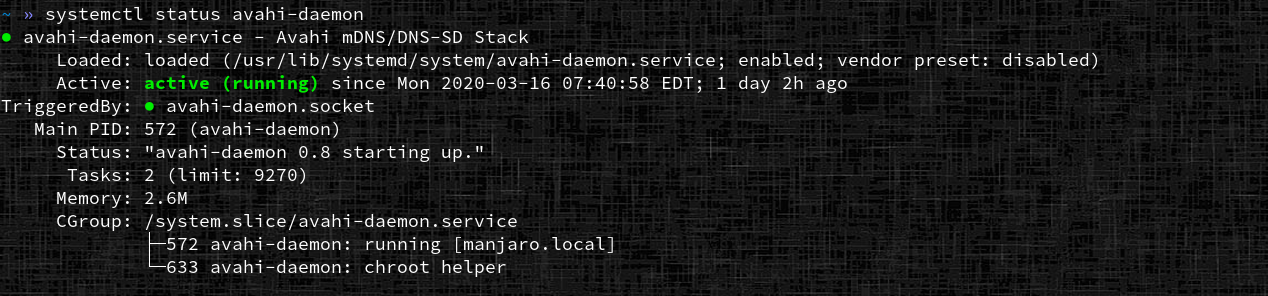 ~ » systemctl status avahi-daemon
● avahi-daemon.service - Avahi mDNS/DNS-SD Stack
Loaded: loaded (/usr/lib/systemd/system/avahi-daemon.service; enabled; vendor preset: disabled)
Active: active (running) since Mon 2020-03-16 07:40:58 EDT; 1 day 2h ago
TriggeredBy: ● avahi-daemon.socket
Main PID: 572 (avahi-daemon)
Status: "avahi-daemon 0.8 starting up."
Tasks: 2 (limit: 9270)
Memory: 2.6M
CGroup: /system.slice/avahi-daemon.service
├─572 avahi-daemon: running [manjaro.local]
└─633 avahi-daemon: chroot helper